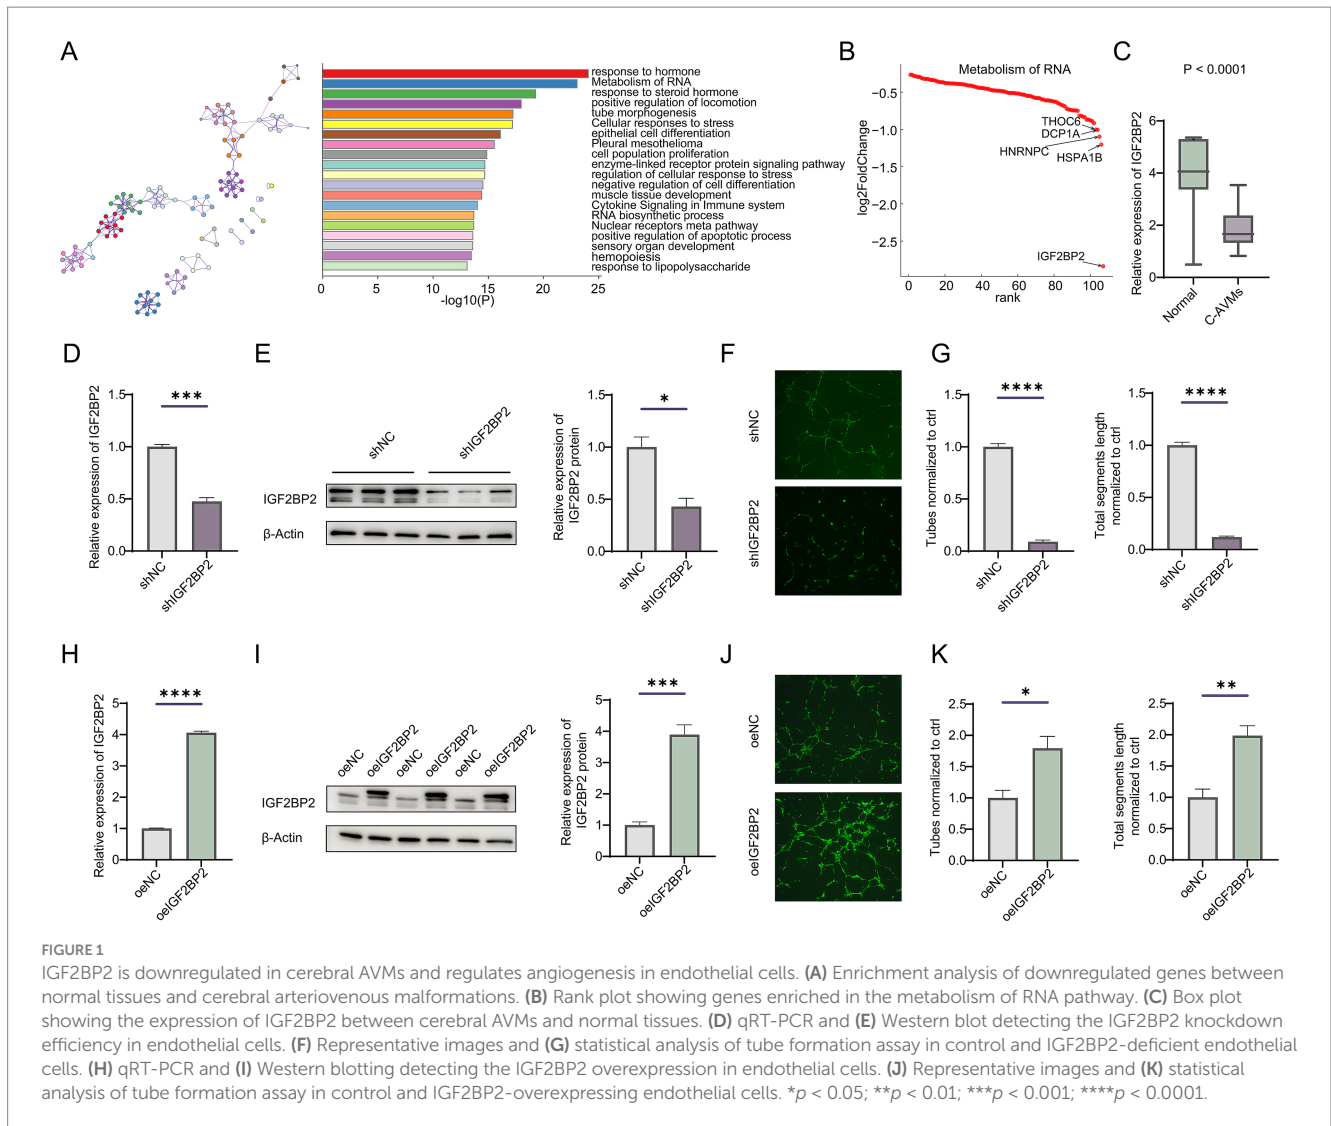 A
response to hormone
Metabolism of RNA
response to steroid hormone
positive regulation of locomotion
tube morphogenesis
Cellular responses to stress
epithelial cell differentiation
Pleural mesothelioma
cell population proliferation
enzyme-linked receptor protein signaling pathway
regulation of cellular response to stress
negative regulation of cell differentiation
muscle tissue development
Cytokine Signaling in Immune system
RNA biosynthetic process
Nuclear receptors meta pathway
positive regulation of apoptotic process
sensory organ development
hemopoiesis
response to lipopolysaccharide
0 5 10 15 20 25
-log10(P)
B
Metabolism of RNA
log2FoldChange
−0.5
−1.0
−1.5
−2.0
−2.5
THOC6
DCP1A
HNRNPC
HSPA1B
IGF2BP2
0 20 40 60 80 100
rank
C
P < 0.0001
Relative expression of IGF2BP2
6
4
2
0
Normal
C-AVMs
D
Relative expression of IGF2BP2
1.5
1.0
0.5
0.0
***
shNC
shIGF2BP2
E
shNC
shIGF2BP2
IGF2BP2
β-Actin
Relative expression of
IGF2BP2 protein
1.5
1.0
0.5
0.0
*
shNC
shIGF2BP2
F
shNC
shIGF2BP2
G
Tubes normalized to ctrl
1.5
1.0
0.5
0.0
****
shNC
shIGF2BP2
Total segments length
normalized to ctrl
1.5
1.0
0.5
0.0
****
shNC
shIGF2BP2
H
Relative expression of IGF2BP2
5
4
3
2
1
0
****
oeNC
oeIGF2BP2
I
oeNC
oeIGF2BP2
oeNC
oeIGF2BP2
oeNC
oeIGF2BP2
IGF2BP2
β-Actin
Relative expression of
IGF2BP2 protein
5
4
3
2
1
0
***
oeNC
oeIGF2BP2
J
oeNC
oeIGF2BP2
K
Tubes normalized to ctrl
2.5
2.0
1.5
1.0
0.5
0.0
*
oeNC
oeIGF2BP2
Total segments length
normalized to ctrl
2.5
2.0
1.5
1.0
0.5
0.0
**
oeNC
oeIGF2BP2
FIGURE 1
IGF2BP2 is downregulated in cerebral AVMs and regulates angiogenesis in endothelial cells. (A) Enrichment analysis of downregulated genes between
normal tissues and cerebral arteriovenous malformations. (B) Rank plot showing genes enriched in the metabolism of RNA pathway. (C) Box plot
showing the expression of IGF2BP2 between cerebral AVMs and normal tissues. (D) qRT-PCR and (E) Western blot detecting the IGF2BP2 knockdown
efficiency in endothelial cells. (F) Representative images and (G) statistical analysis of tube formation assay in control and IGF2BP2-deficient endothelial
cells. (H) qRT-PCR and (I) Western blotting detecting the IGF2BP2 overexpression in endothelial cells. (J) Representative images and (K) statistical
analysis of tube formation assay in control and IGF2BP2-overexpressing endothelial cells. *p < 0.05; **p < 0.01; ***p < 0.001; ****p < 0.0001.